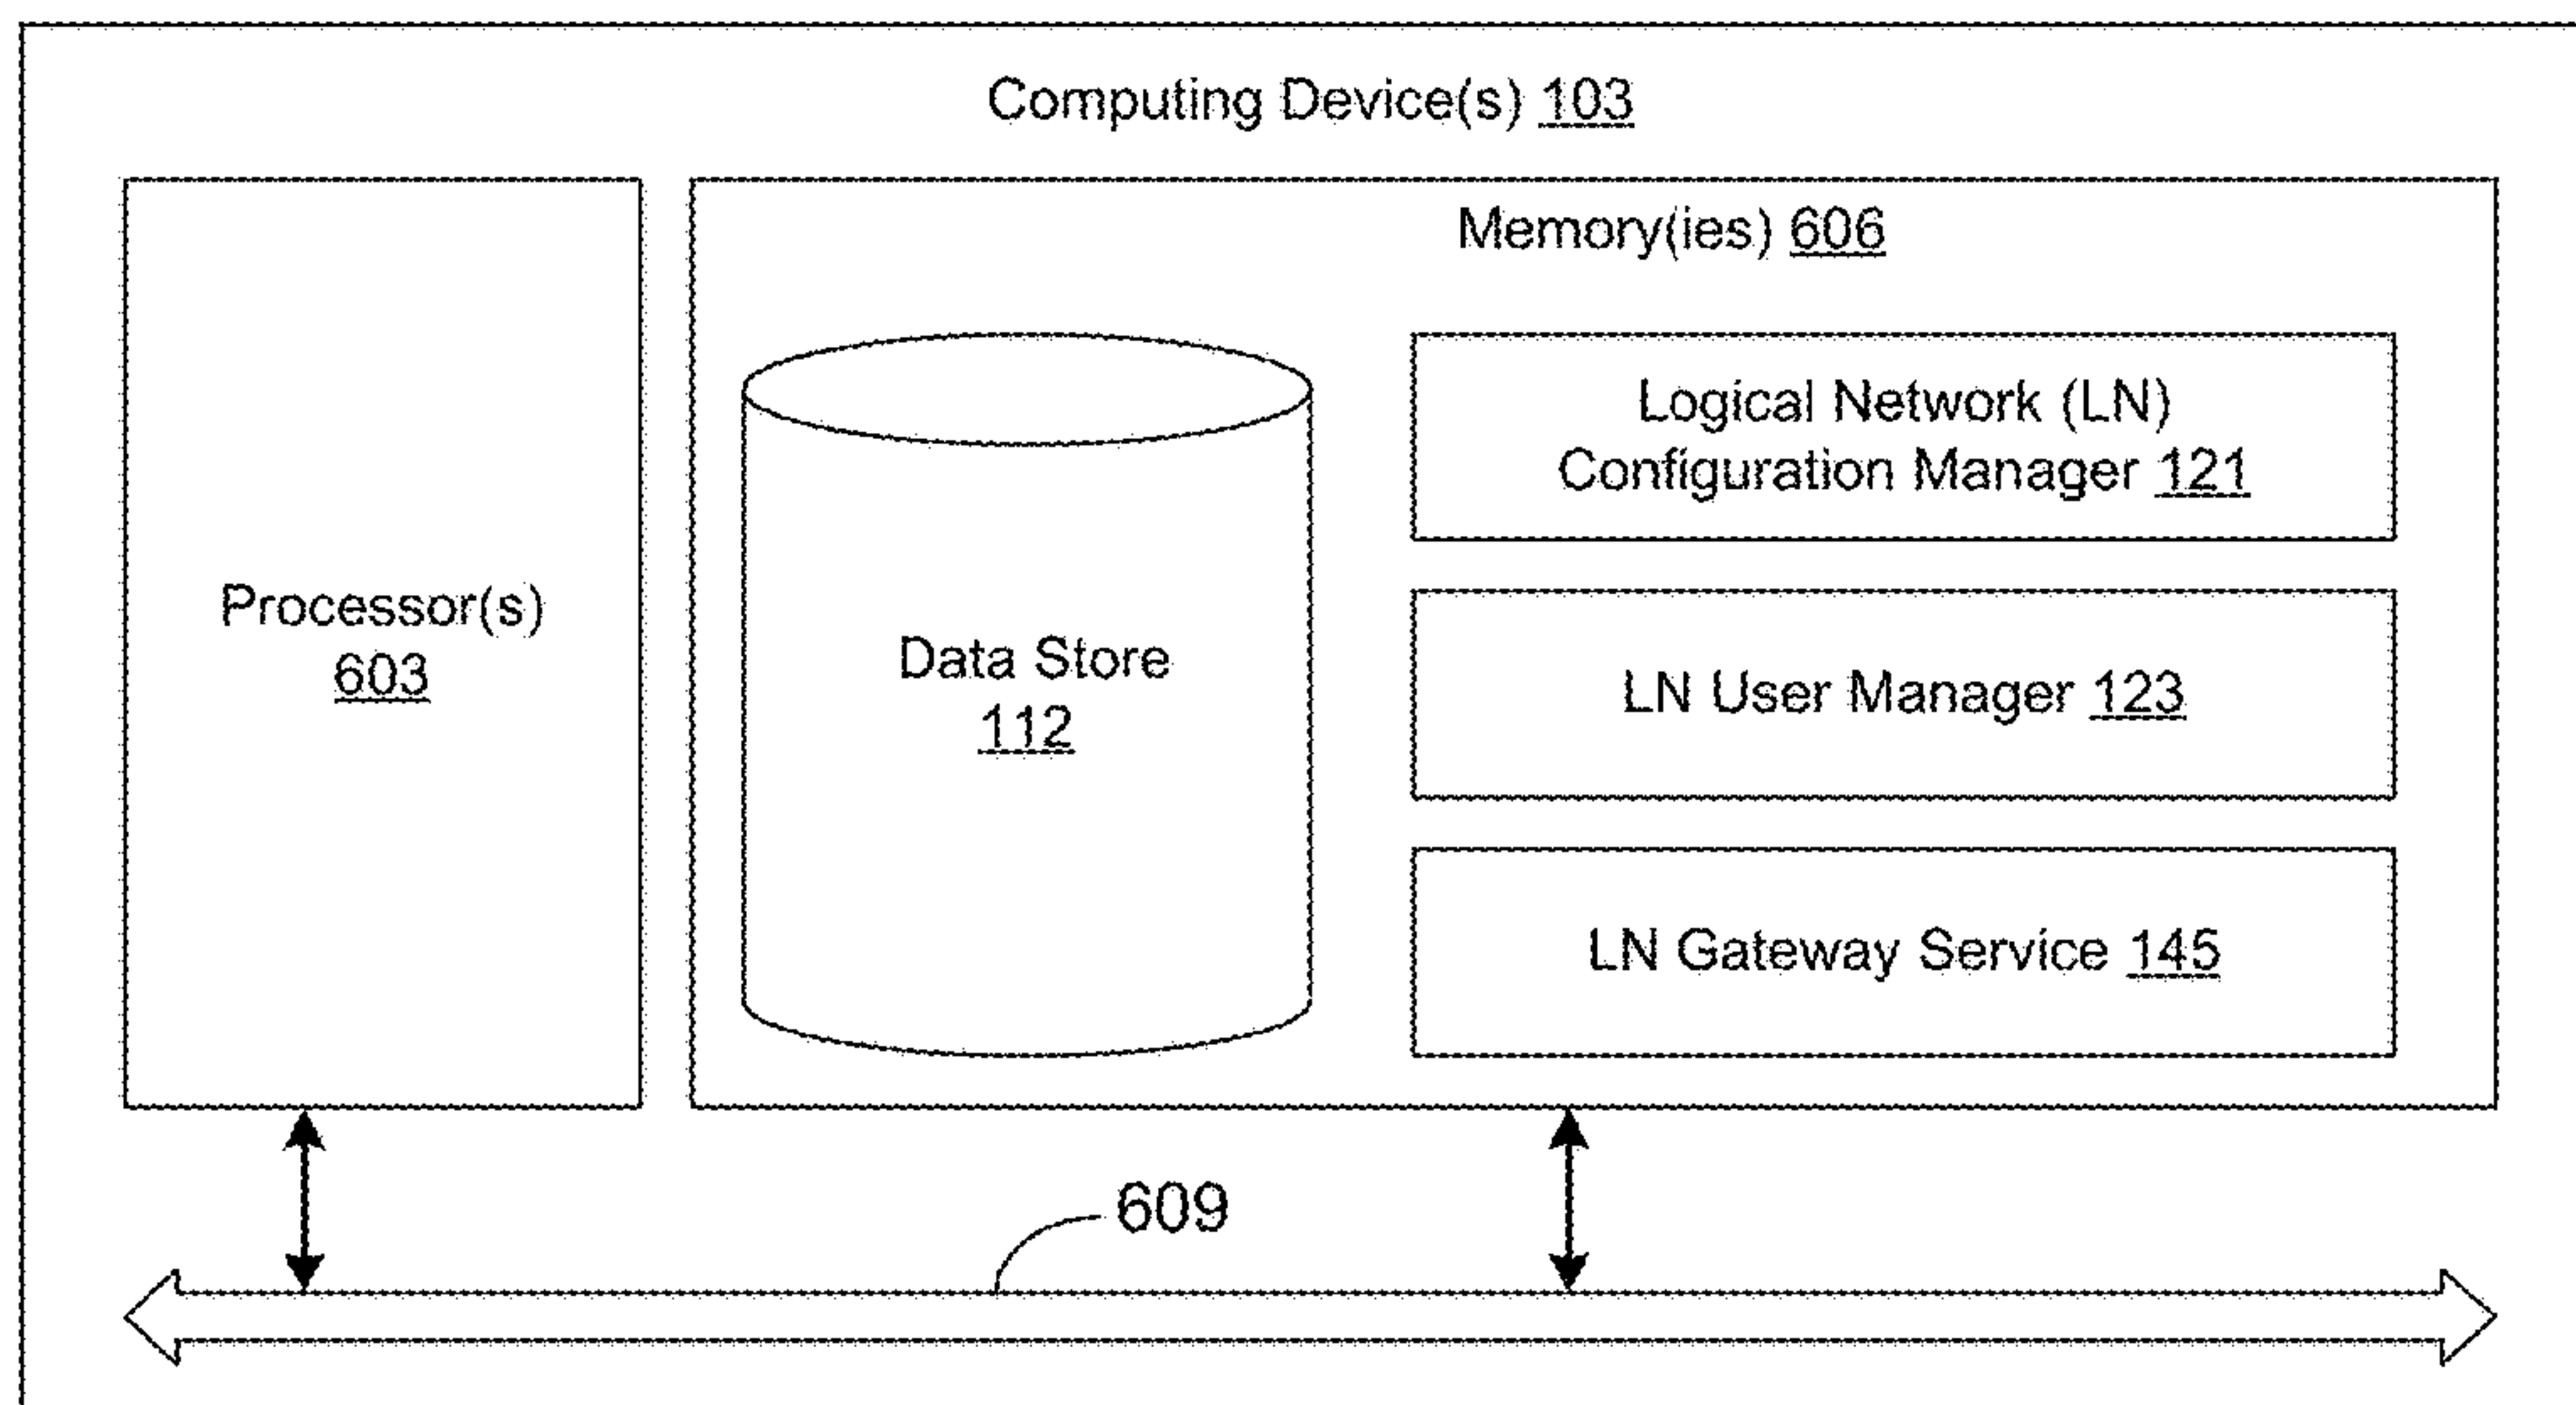 Computing Device(s) 103
Memory(ies) 606
Processor(s)
603
Data Store
112
Logical Network (LN)
Configuration Manager 121
LN User Manager 123
LN Gateway Service 145
609